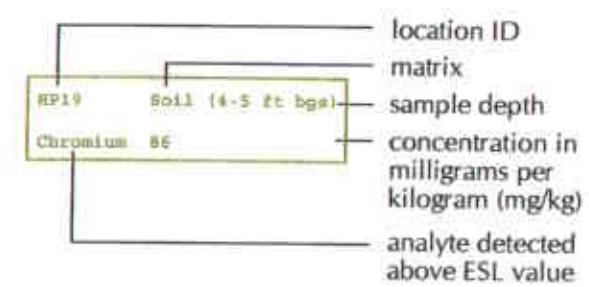 location ID
matrix
HP19 Soil (4-5 ft bgs)
sample depth
Chromium 86
concentration in
milligrams per
kilogram (mg/kg)
analyte detected
above ESL value